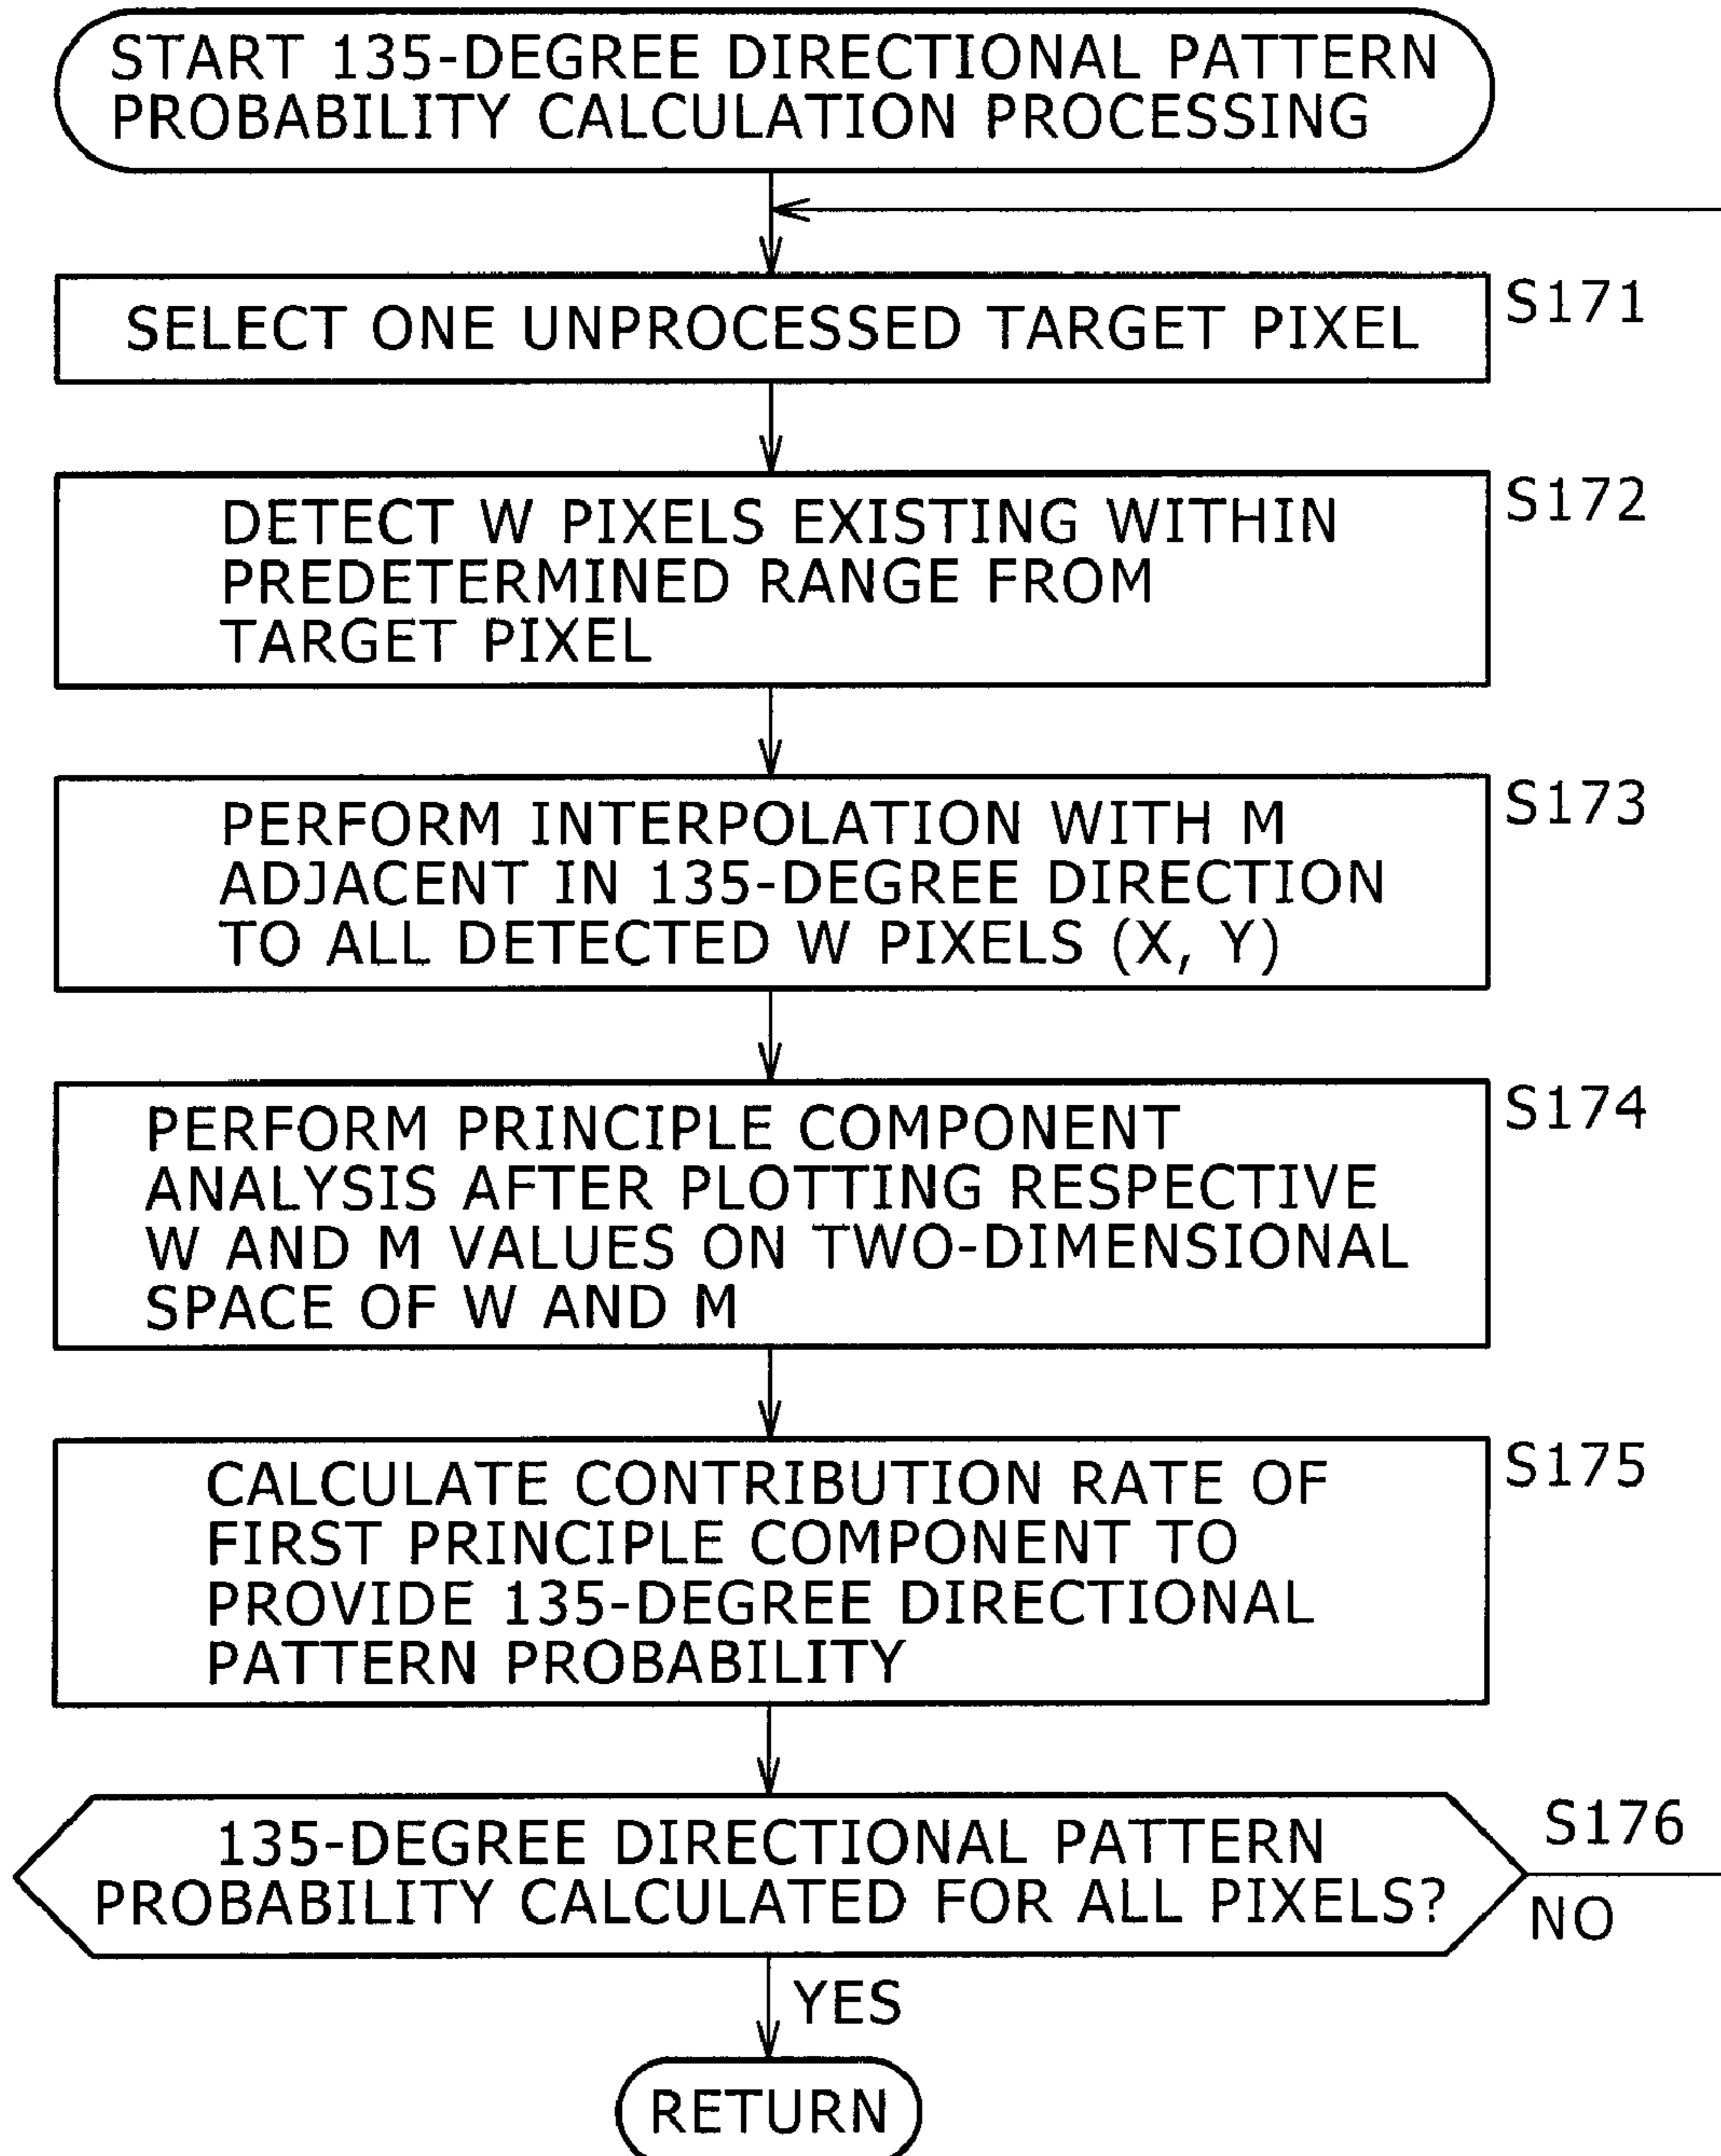 START 135-DEGREE DIRECTIONAL PATTERN
PROBABILITY CALCULATION PROCESSING
SELECT ONE UNPROCESSED TARGET PIXEL
S171
DETECT W PIXELS EXISTING WITHIN
PREDETERMINED RANGE FROM
TARGET PIXEL
S172
PERFORM INTERPOLATION WITH M
ADJACENT IN 135-DEGREE DIRECTION
TO ALL DETECTED W PIXELS (X, Y)
S173
PERFORM PRINCIPLE COMPONENT
ANALYSIS AFTER PLOTTING RESPECTIVE
W AND M VALUES ON TWO-DIMENSIONAL
SPACE OF W AND M
S174
CALCULATE CONTRIBUTION RATE OF
FIRST PRINCIPLE COMPONENT TO
PROVIDE 135-DEGREE DIRECTIONAL
PATTERN PROBABILITY
S175
135-DEGREE DIRECTIONAL PATTERN
PROBABILITY CALCULATED FOR ALL PIXELS?
S176
NO
YES
RETURN